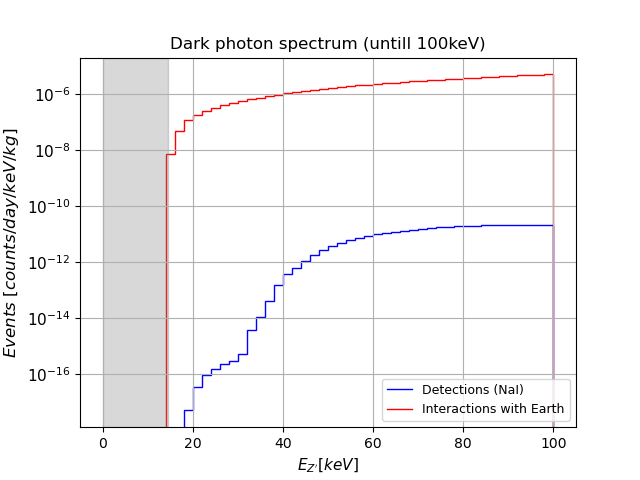 Dark photon spectrum (untill 100keV)
Events [counts/day/keV/kg]
10⁻⁶
10⁻⁸
10⁻¹⁰
10⁻¹²
10⁻¹⁴
10⁻¹⁶
Detections (NaI)
Interactions with Earth
0 20 40 60 80 100
E_{Z'}[keV]